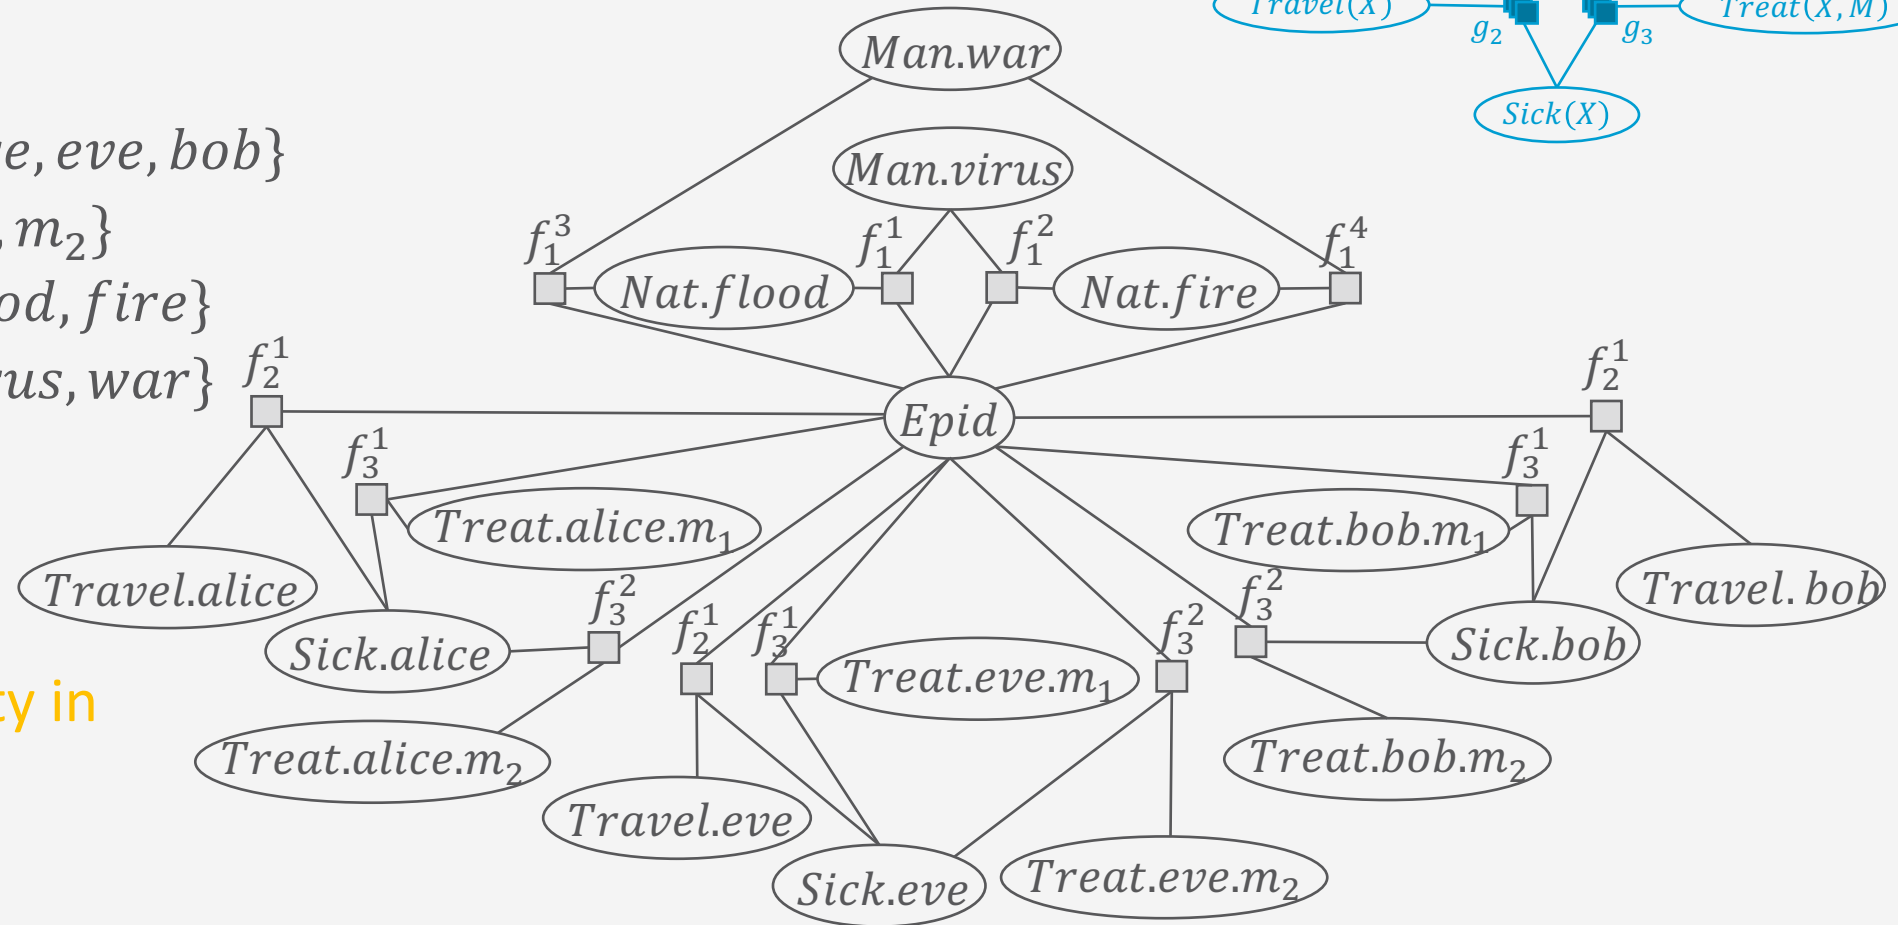 Travel(X)
Treat(X, M)
g₂
g₃
Sick(X)
Man.war
e, eve, bob}
Man.virus
, m₂}
f₁³
f₁¹
f₁²
f₁⁴
Nat.flood
Nat.fire
od, fire}
us, war}
f₂¹
f₂¹
Epid
f₃¹
f₃¹
Treat.alice.m₁
Treat.bob.m₁
Travel.alice
Travel. bob
f₃²
f₂¹
f₃¹
f₃²
f₃²
Sick.alice
Sick.bob
Treat.eve.m₁
ty in
Treat.alice.m₂
Treat.bob.m₂
Travel.eve
Sick.eve
Treat.eve.m₂